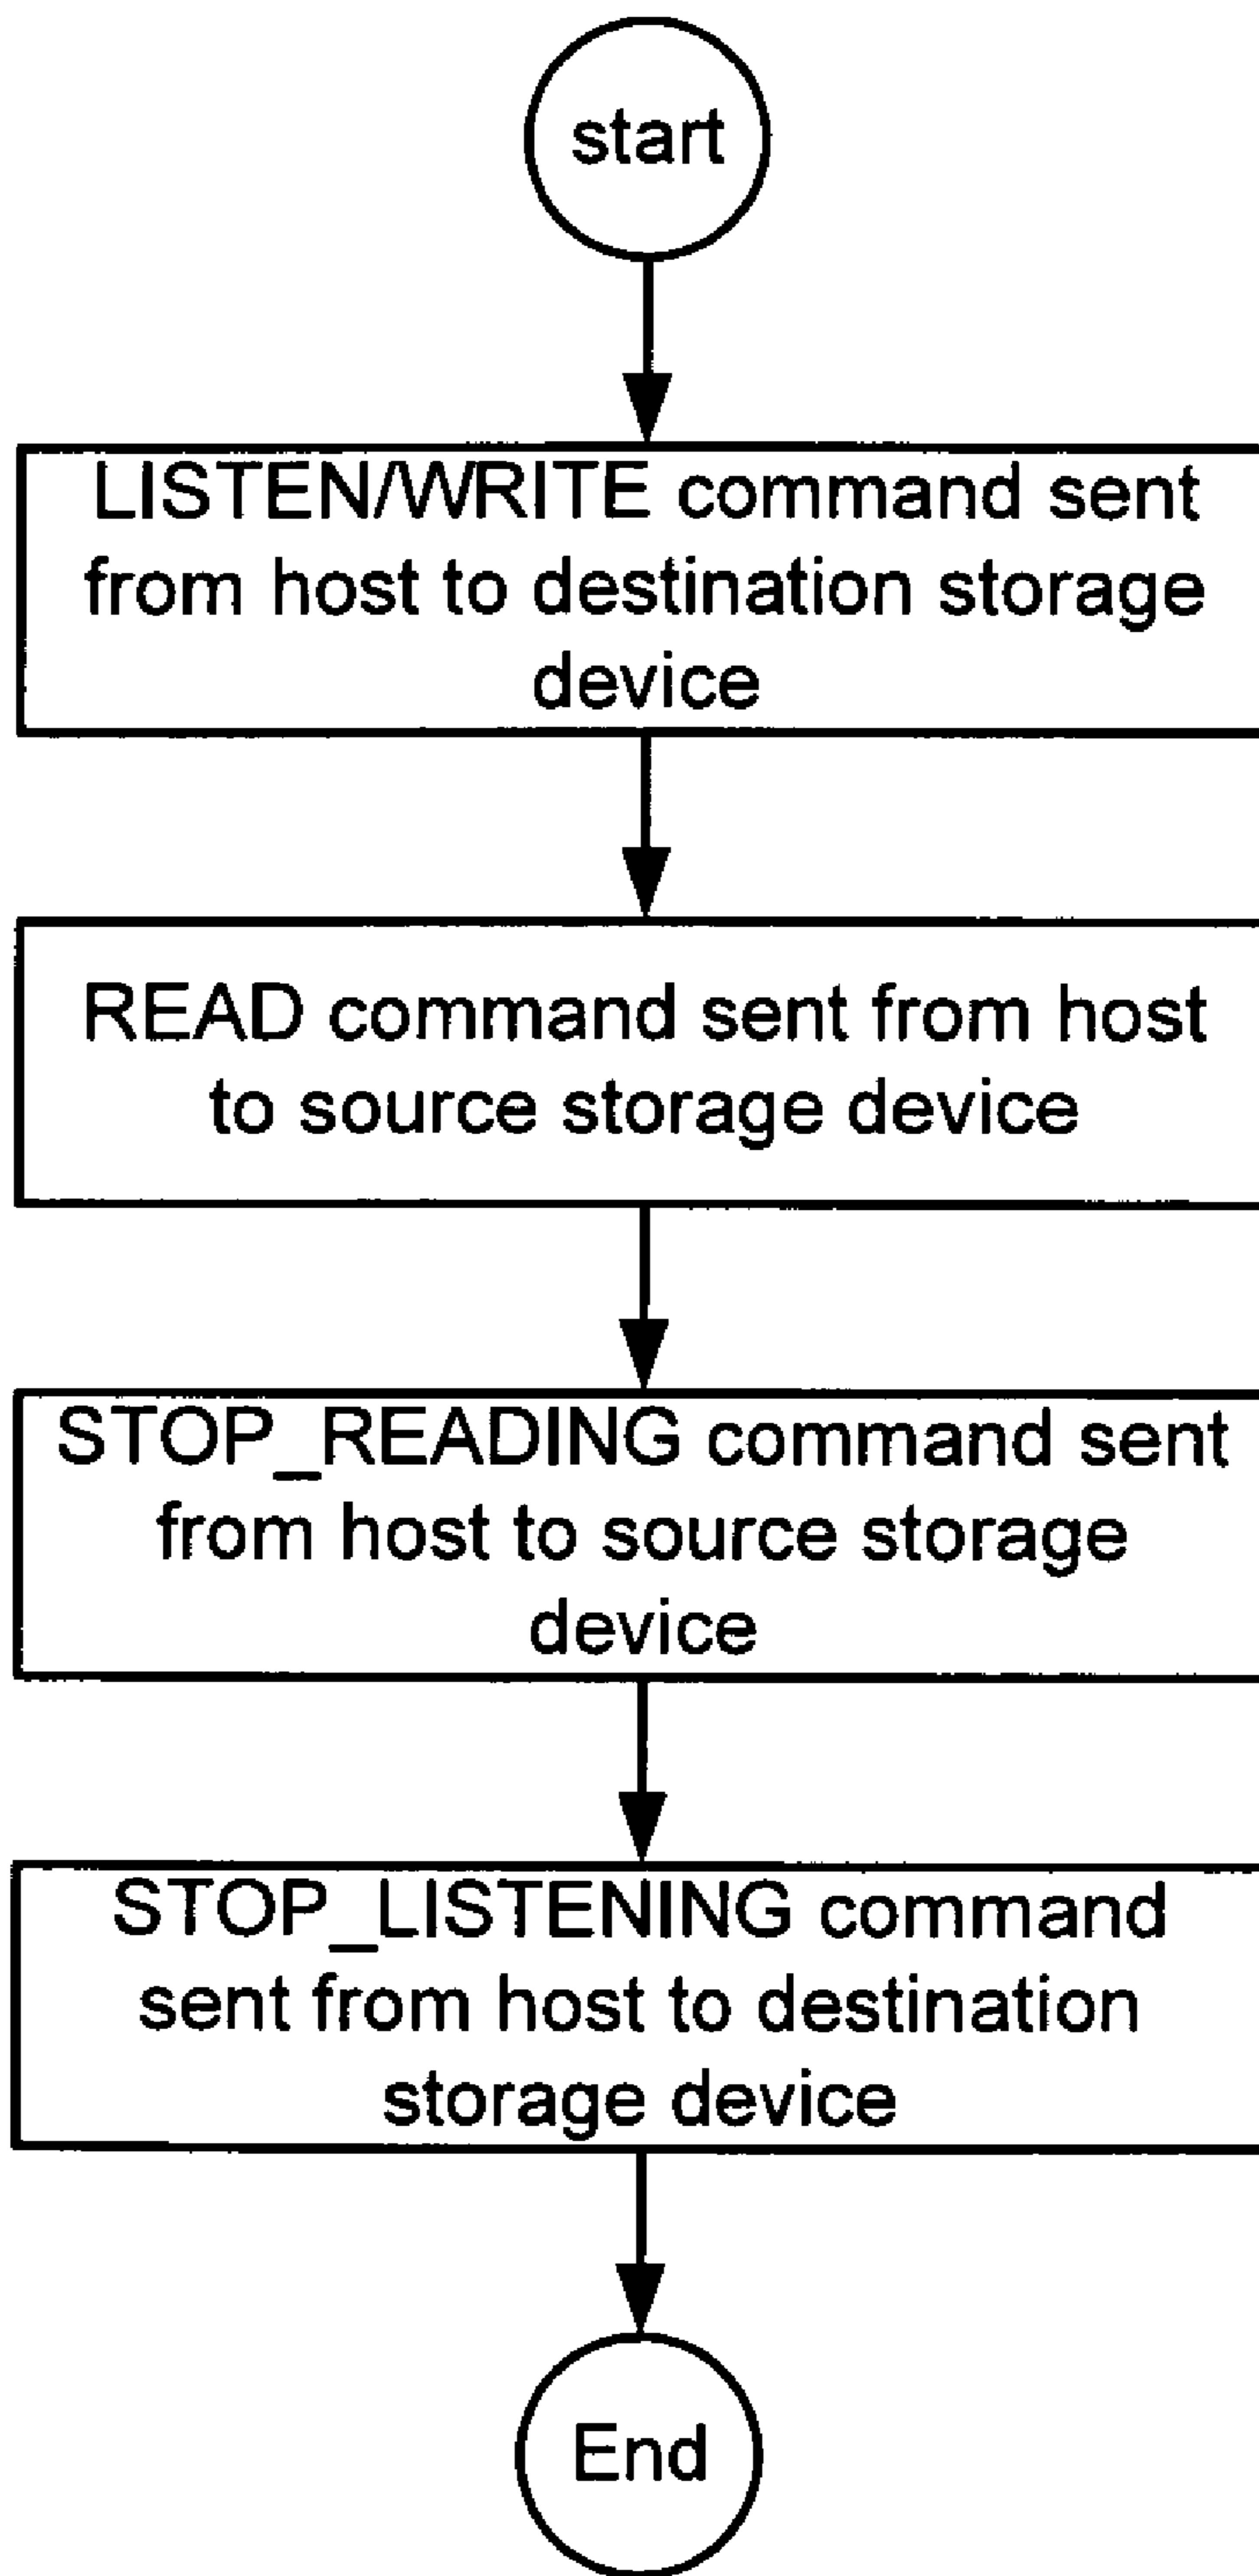 start
LISTEN/WRITE command sent
from host to destination storage
device
READ command sent from host
to source storage device
STOP_READING command sent
from host to source storage
device
STOP_LISTENING command
sent from host to destination
storage device
End